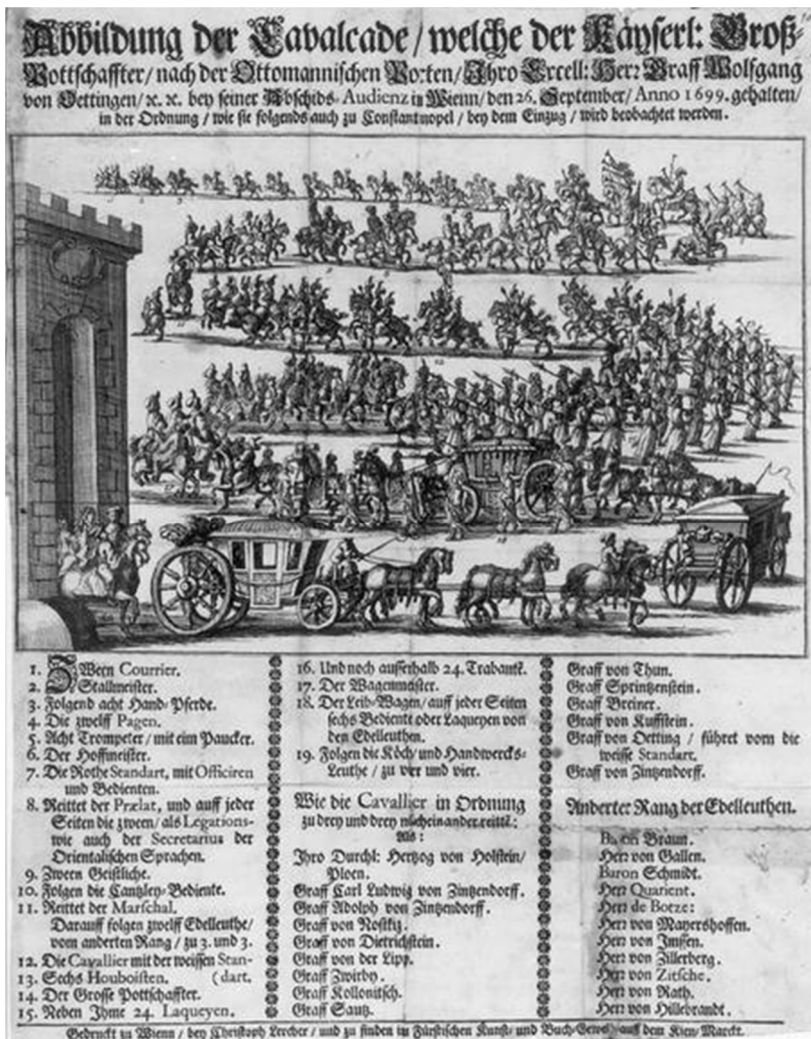 Abbildung der Cavalcade / welche der Käyserl: Groß-
Pottschaffter / nach der Ottomannischen Porten / Ihro Excell: Herr Graff Wolfgang
von Oettingen / ꝛc. ꝛc. bey seiner Abschids-Audienz in Wienn / den 26. September / Anno 1699. gehalten /
in der Ordnung / wie sie folgends auch zu Constantinopel / bey dem Einzug / wird beobachtet werden.
1. Zween Courrier.
2. Stallmeister.
3. Folgend acht Hand-Pferde.
4. Die zwelff Pagen.
5. Acht Trompeter / mit eim Paucker.
6. Der Hoffmeister.
7. Die Rothe Standart, mit Officiren
und Bedienten.
8. Reittet der Prælat, und auff jeder
Seiten die zween / als Legations-
wie auch der Secretarius der
Orientalischen Sprachen.
9. Zween Geistliche.
10. Folgen die Cantzley-Bediente.
11. Reittet der Marschal.
Darauff folgen zwelff Edelleuthe /
vom anderten Rang / zu 3. und 3.
12. Die Cavallier mit der weissen Stan-
13. Sechs Houboisten. (dart.
14. Der Grosse Pottschaffter.
15. Neben Ihme 24. Laqueyen.
16. Und noch ausserhalb 24. Trabantē.
17. Der Wagenmeister.
18. Der Leib-Wagen / auff jeder Seiten
sechs Bediente oder Laqueyen von
den Edelleuthen.
19. Folgen die Köch / und Handwercks-
Leuthe / zu vier und vier.
Wie die Cavallier in Ordnung
zu drey und drey nacheinander reittē;
Als:
Ihro Durchl: Hertzog von Holstein /
Ploen.
Graff Carl Ludwig von Zintzendorff.
Graff Adolph von Zintzendorff.
Graff von Nostitz.
Graff von Dietrichstein.
Graff von der Lipp.
Graff Zwirby.
Graff Kollonitsch.
Graff Sautz.
Graff von Thun.
Graff Sprintzenstein.
Graff Breiner.
Graff von Kuffstein.
Graff von Oetting / führet vorn die
weisse Standart.
Graff von Zintzendorff.
Anderter Rang der Edelleuthen.
Baron Braun.
Herr von Gallen.
Baron Schmidt.
Herr Quarient.
Herr de Botze:
Herr von Mayershoffen.
Herr von Imssen.
Herr von Zillerberg.
Herr von Zitsche.
Herr von Rath.
Herr von Hillebrandt.
Gedruckt zu Wienn / bey Christoph Lercher / und zu finden im Fürstischen Kunst- und Buch-Gewölb auff dem Kien-Marckt.